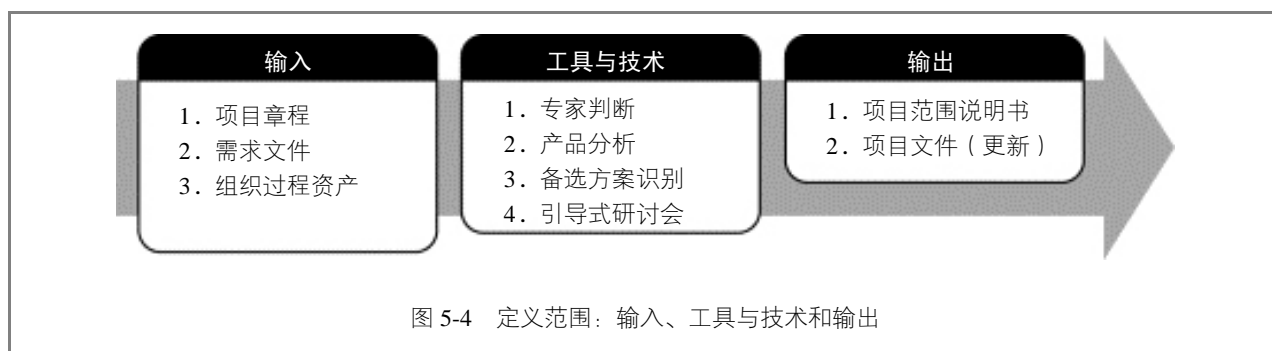 输入
1. 项目章程
2. 需求文件
3. 组织过程资产
工具与技术
1. 专家判断
2. 产品分析
3. 备选方案识别
4. 引导式研讨会
输出
1. 项目范围说明书
2. 项目文件（更新）
图 5-4 定义范围：输入、工具与技术和输出